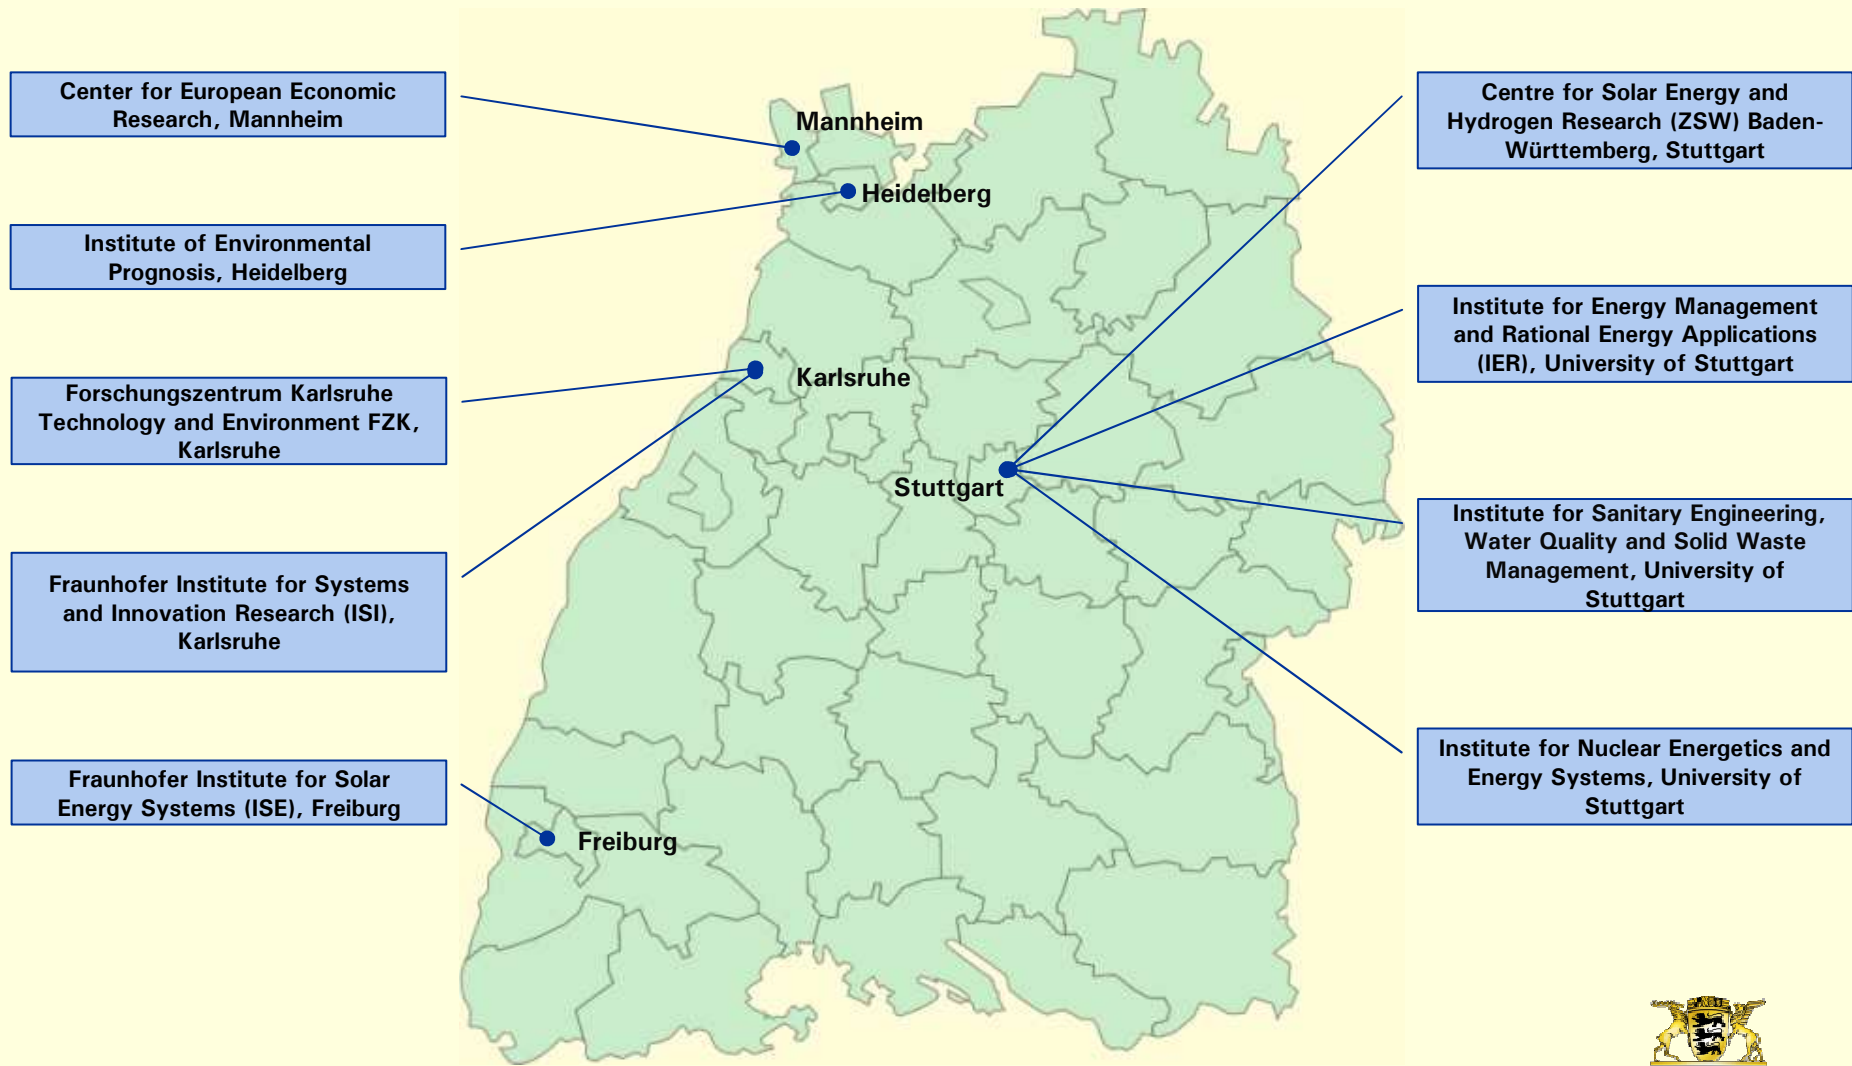 Center for European Economic
Research, Mannheim
Institute of Environmental
Prognosis, Heidelberg
Forschungszentrum Karlsruhe
Technology and Environment FZK,
Karlsruhe
Fraunhofer Institute for Systems
and Innovation Research (ISI),
Karlsruhe
Fraunhofer Institute for Solar
Energy Systems (ISE), Freiburg
Mannheim
Heidelberg
Karlsruhe
Stuttgart
Freiburg
Centre for Solar Energy and
Hydrogen Research (ZSW) Baden-
Württemberg, Stuttgart
Institute for Energy Management
and Rational Energy Applications
(IER), University of Stuttgart
Institute for Sanitary Engineering,
Water Quality and Solid Waste
Management, University of
Stuttgart
Institute for Nuclear Energetics and
Energy Systems, University of
Stuttgart